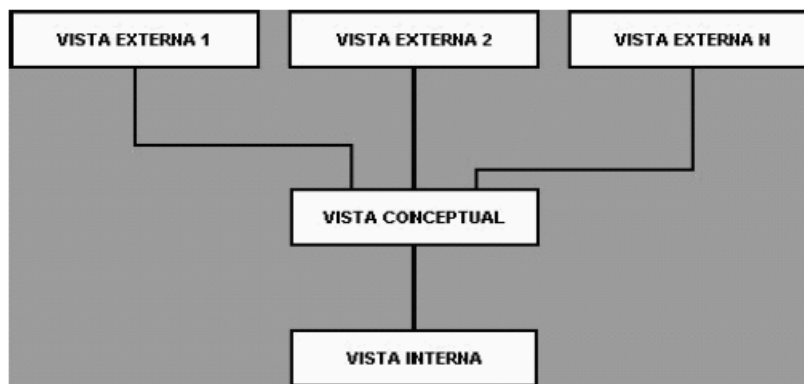 VISTA EXTERNA 1
VISTA EXTERNA 2
VISTA EXTERNA N
VISTA CONCEPTUAL
VISTA INTERNA